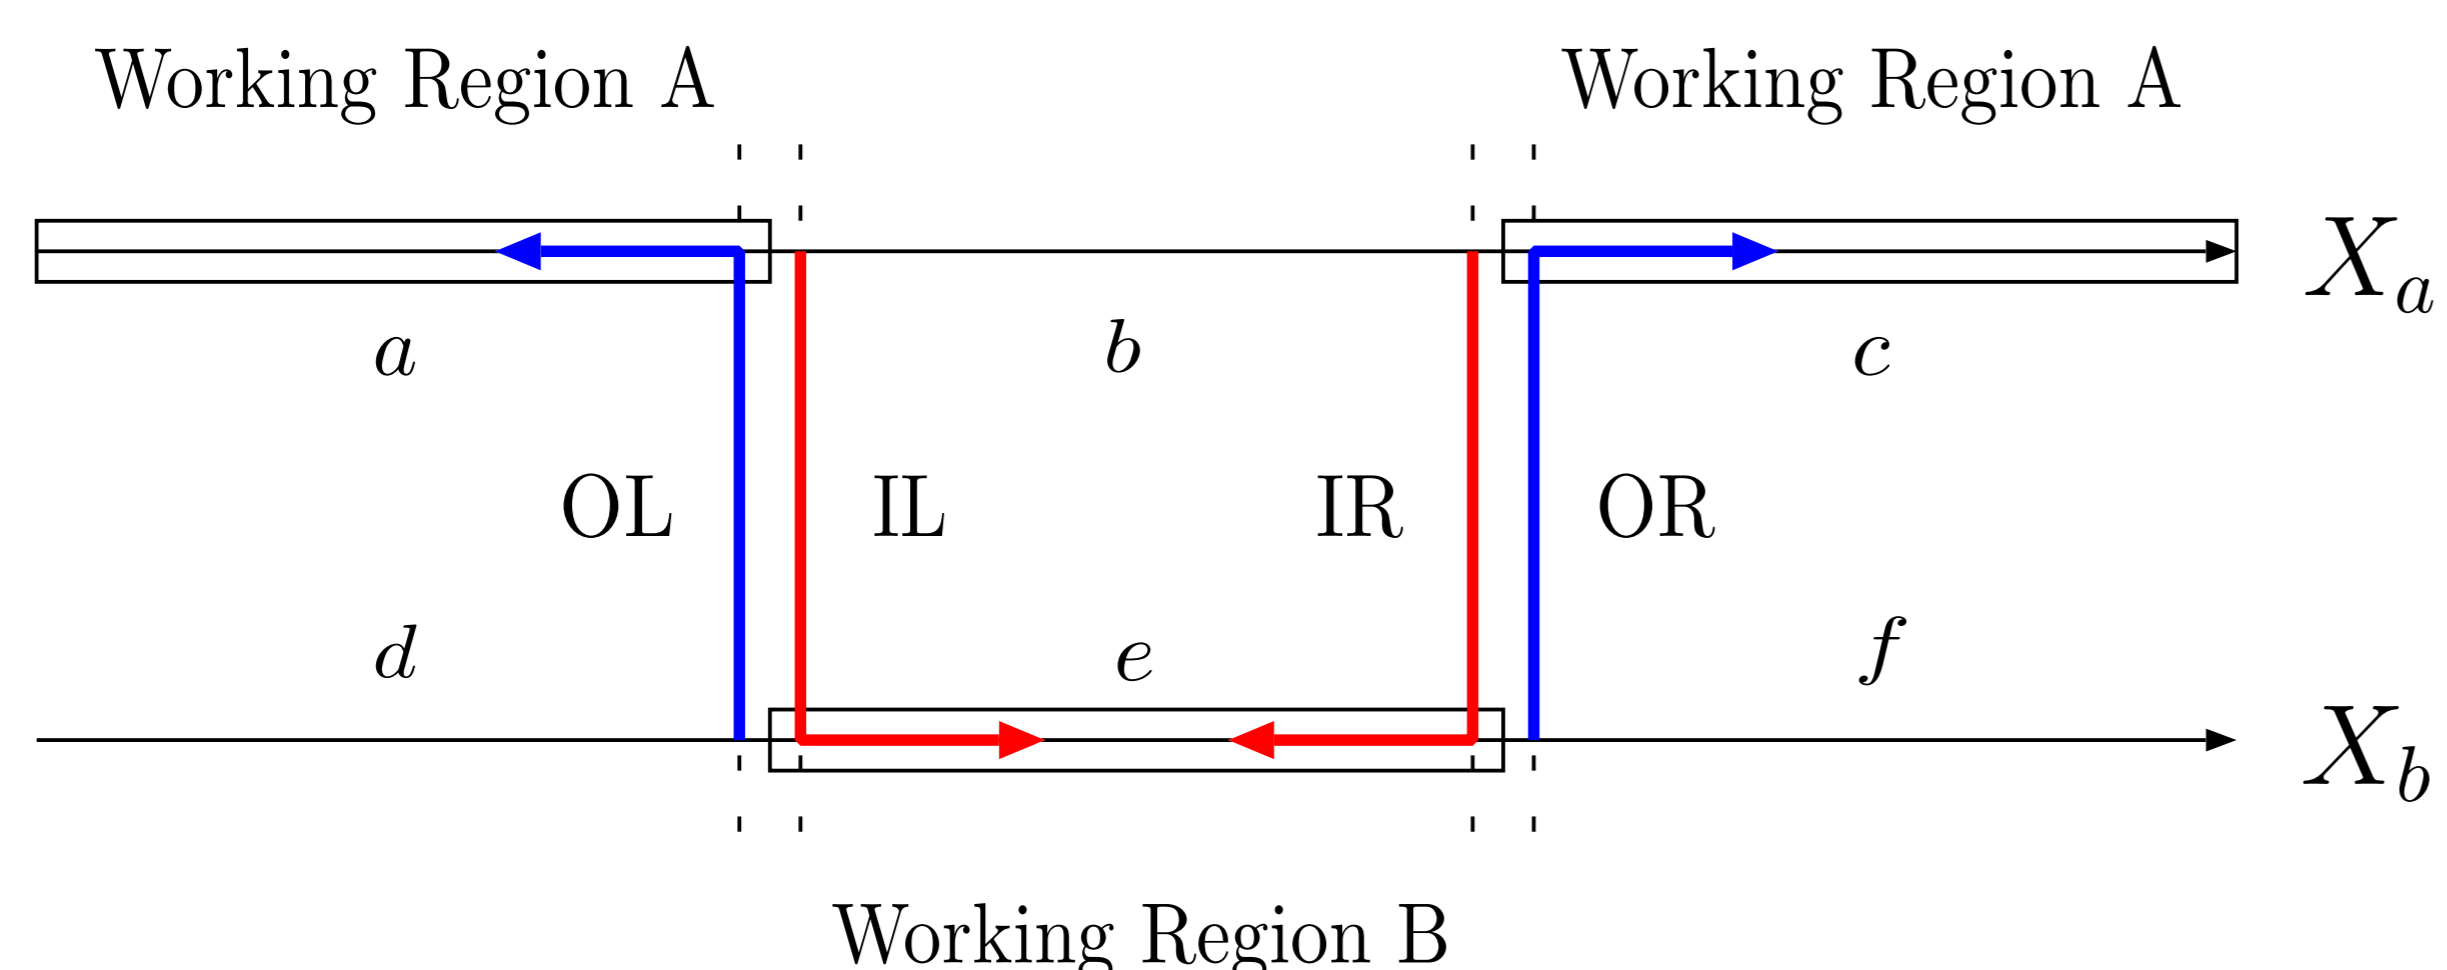 Working Region A Working Region A
X_a
a b c
OL IL IR OR
d e f
X_b
Working Region B